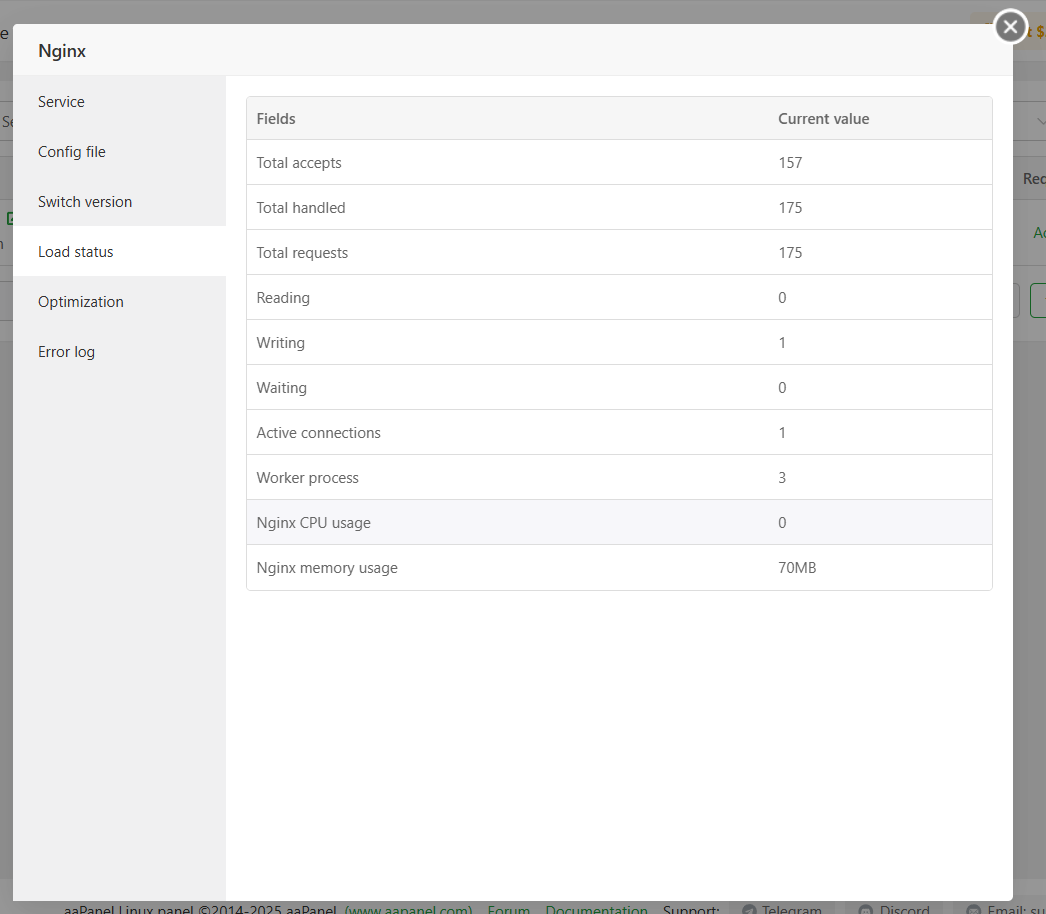 Nginx
Service
Config file
Switch version
Load status
Optimization
Error log
Fields Current value
Total accepts 157
Total handled 175
Total requests 175
Reading 0
Writing 1
Waiting 0
Active connections 1
Worker process 3
Nginx CPU usage 0
Nginx memory usage 70MB
aaPanel Linux panel ©2014-2025 aaPanel (www.aapanel.com) Forum Documentation Support: Telegram Discord Email: su